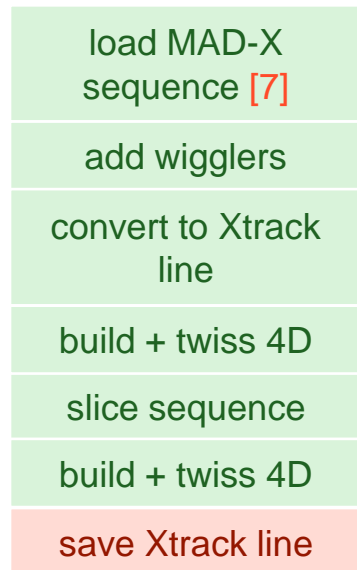 load MAD-X
sequence [7]
add wigglers
convert to Xtrack
line
build + twiss 4D
slice sequence
build + twiss 4D
save Xtrack line